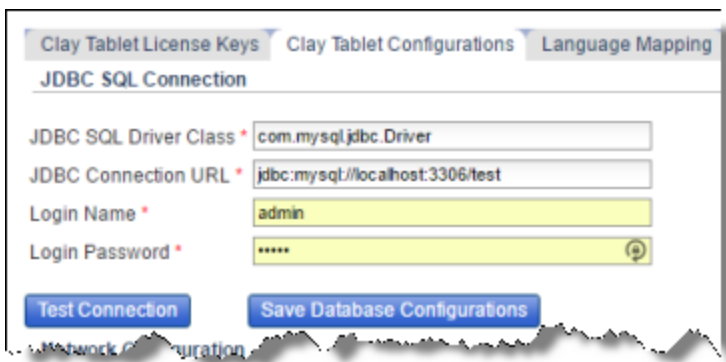 Clay Tablet License Keys Clay Tablet Configurations Language Mapping
JDBC SQL Connection
JDBC SQL Driver Class * com.mysql.jdbc.Driver
JDBC Connection URL * jdbc:mysql://localhost:3306/test
Login Name * admin
Login Password * •••••
Test Connection Save Database Configurations
Network